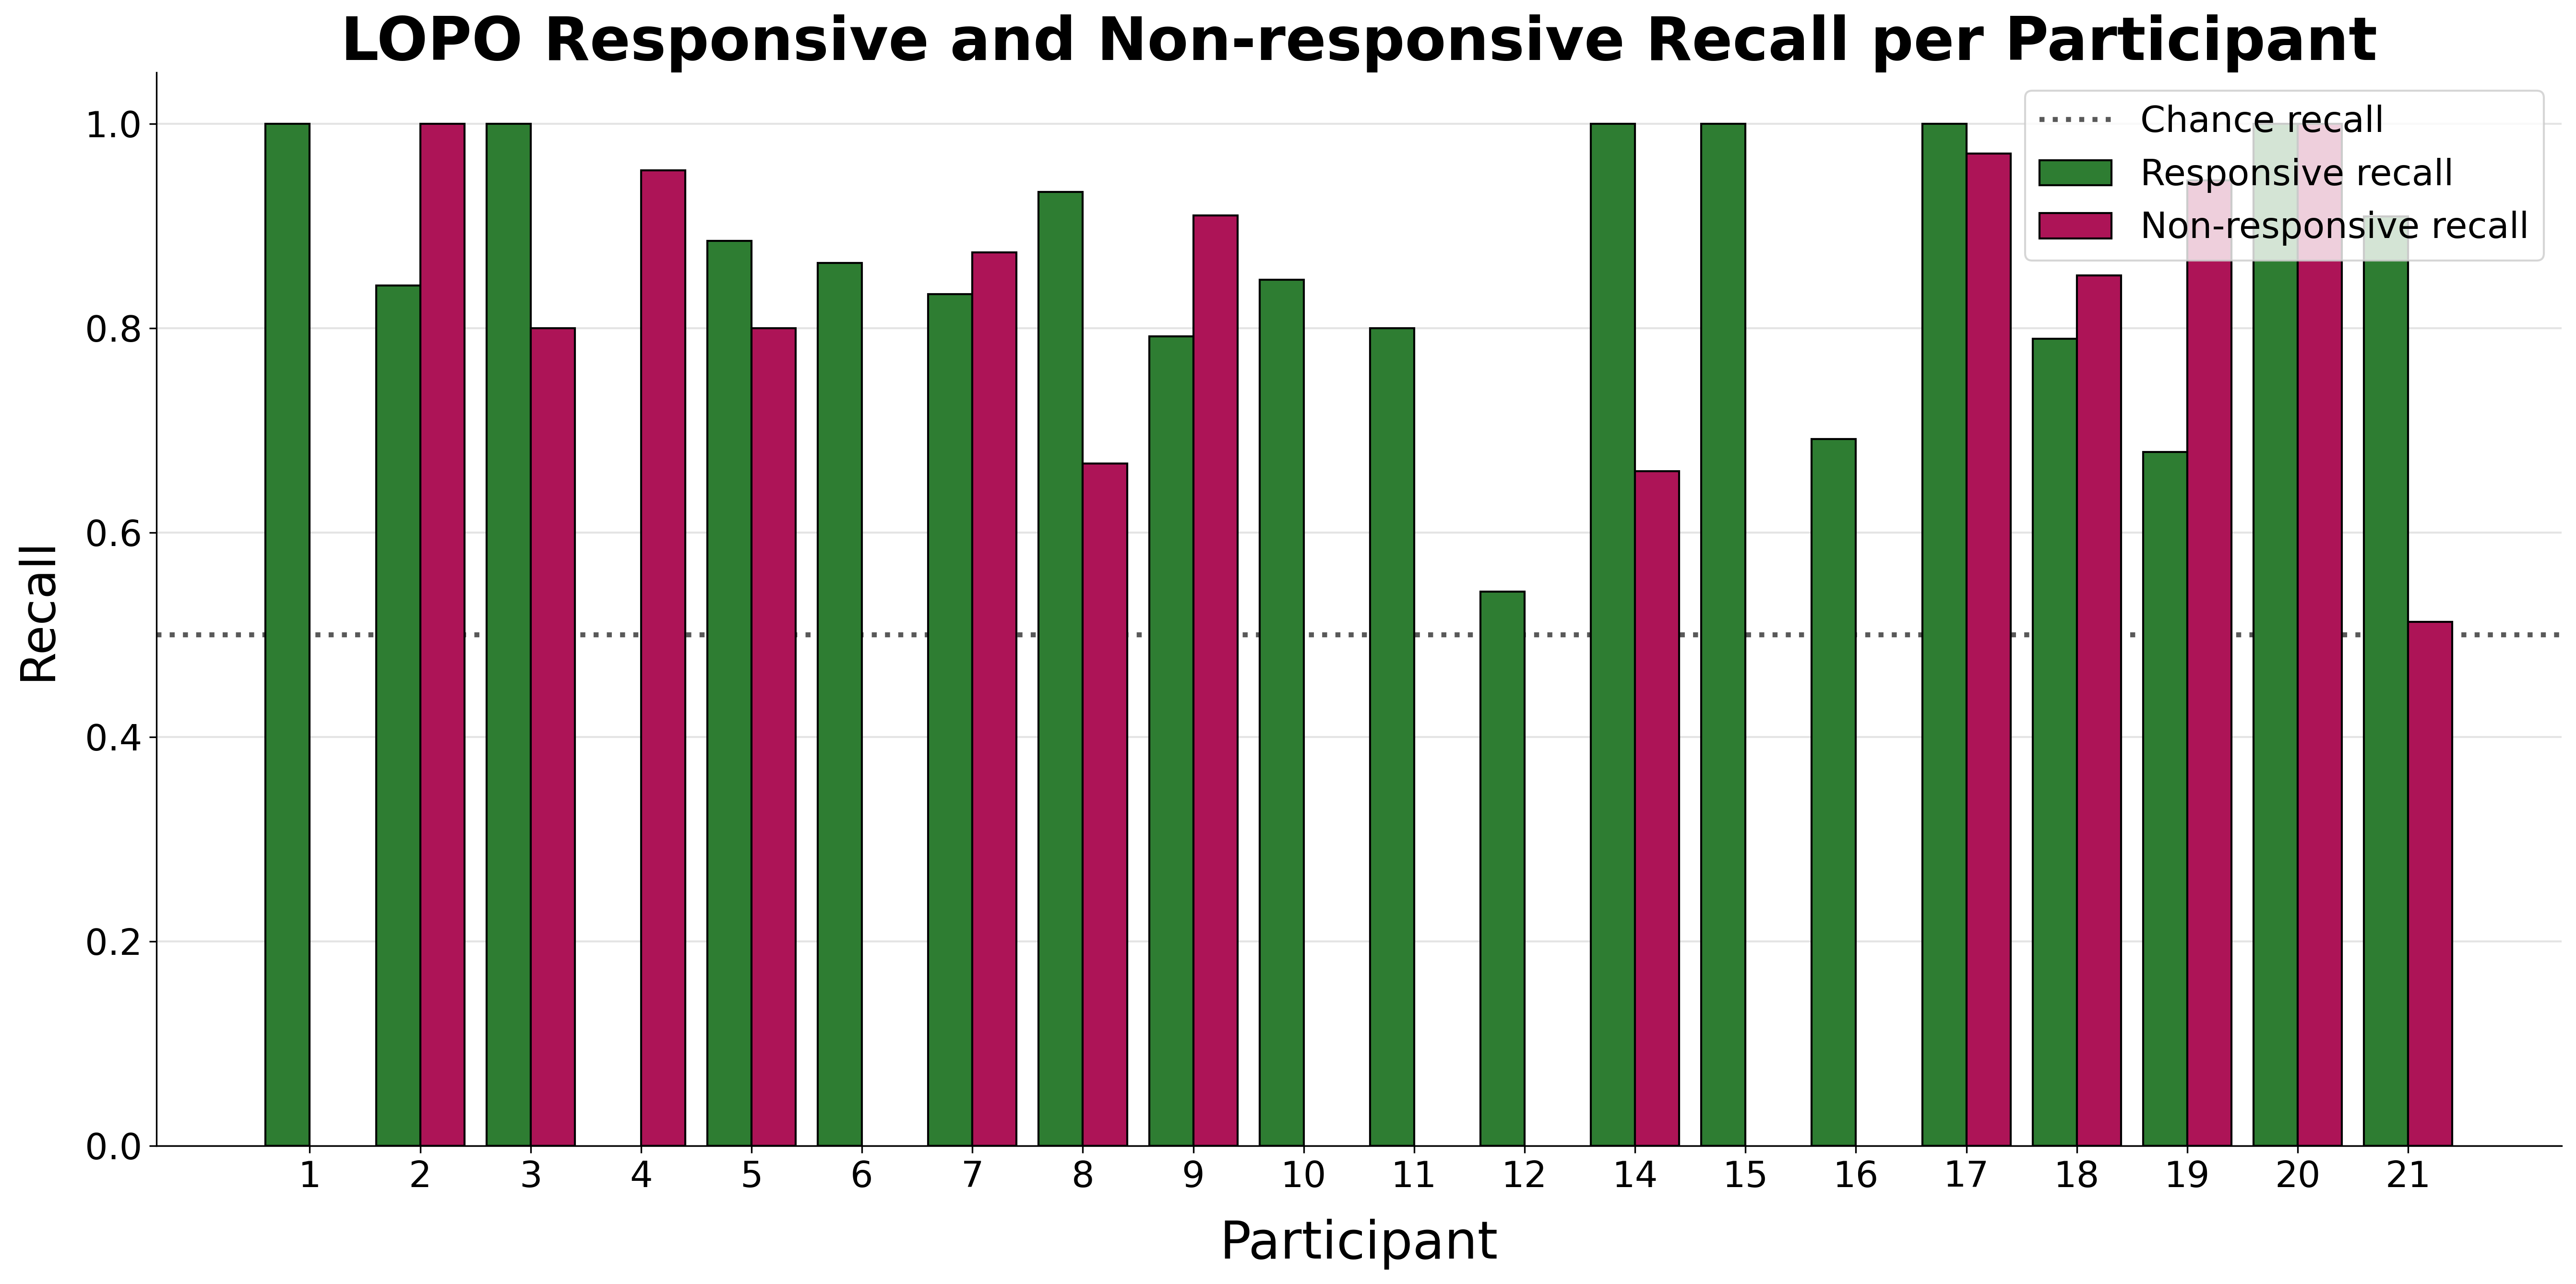 LOPO Responsive and Non-responsive Recall per Participant
Chance recall
Responsive recall
Non-responsive recall
1.0
0.8
0.6
0.4
0.2
0.0
Recall
1 2 3 4 5 6 7 8 9 10 11 12 14 15 16 17 18 19 20 21
Participant